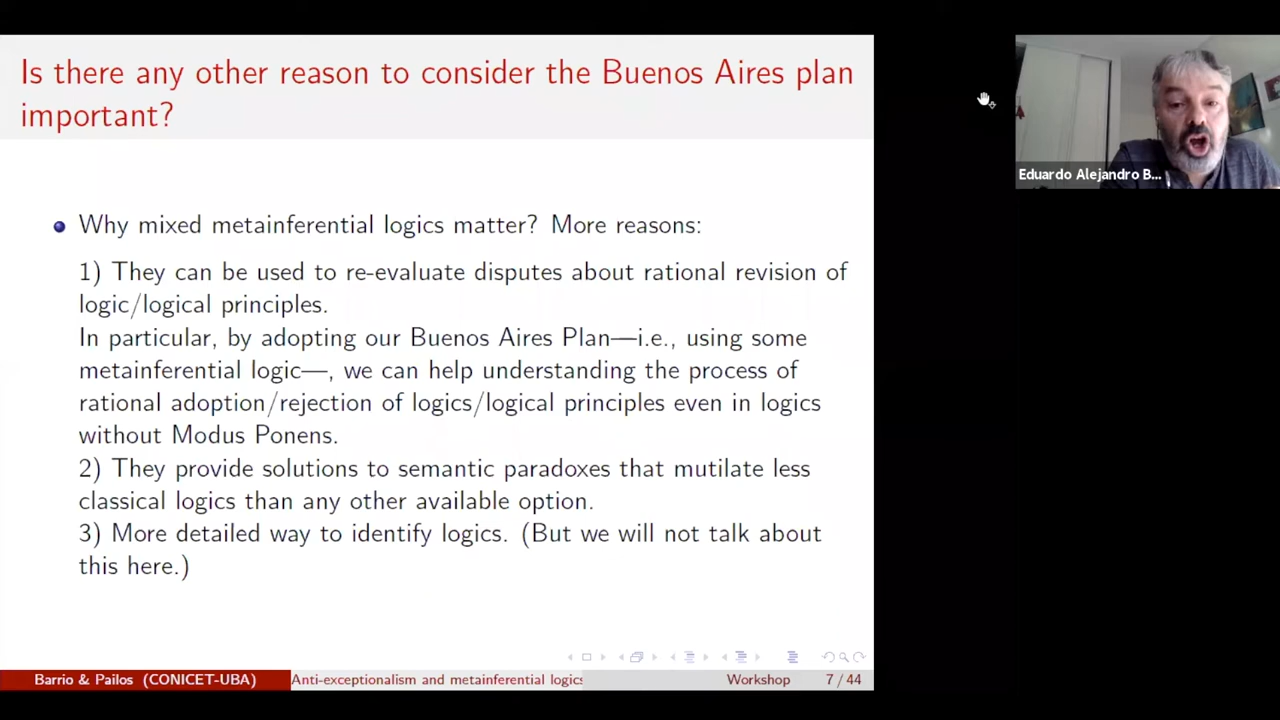 Is there any other reason to consider the Buenos Aires plan
important?
Eduardo Alejandro B...
Why mixed metainferential logics matter? More reasons:
1) They can be used to re-evaluate disputes about rational revision of
logic/logical principles.
In particular, by adopting our Buenos Aires Plan—i.e., using some
metainferential logic—, we can help understanding the process of
rational adoption/rejection of logics/logical principles even in logics
without Modus Ponens.
2) They provide solutions to semantic paradoxes that mutilate less
classical logics than any other available option.
3) More detailed way to identify logics. (But we will not talk about
this here.)
Barrio & Pailos (CONICET-UBA)
Anti-exceptionalism and metainferential logics
Workshop
7 / 44